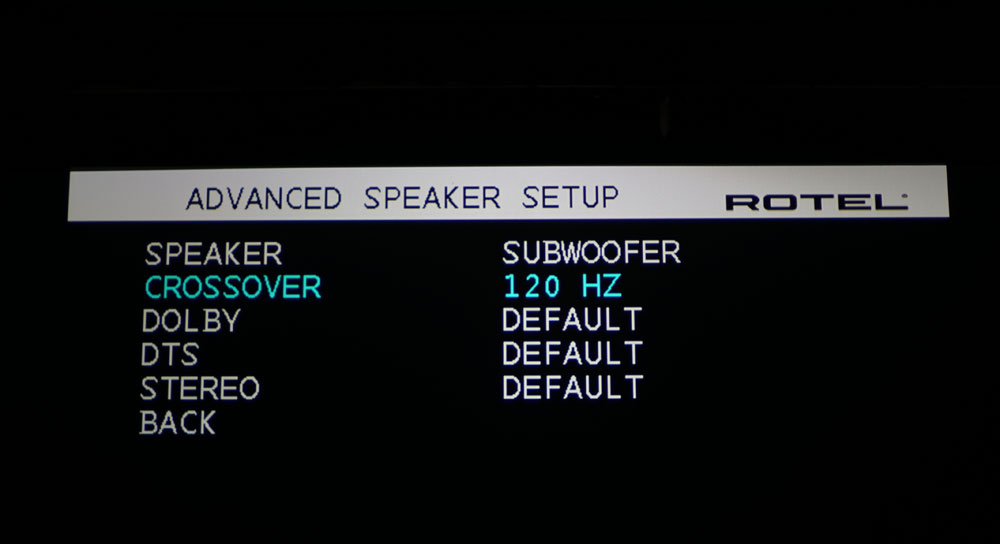 ADVANCED SPEAKER SETUP ROTEL
SPEAKER SUBWOOFER
CROSSOVER 120 HZ
DOLBY DEFAULT
DTS DEFAULT
STEREO DEFAULT
BACK